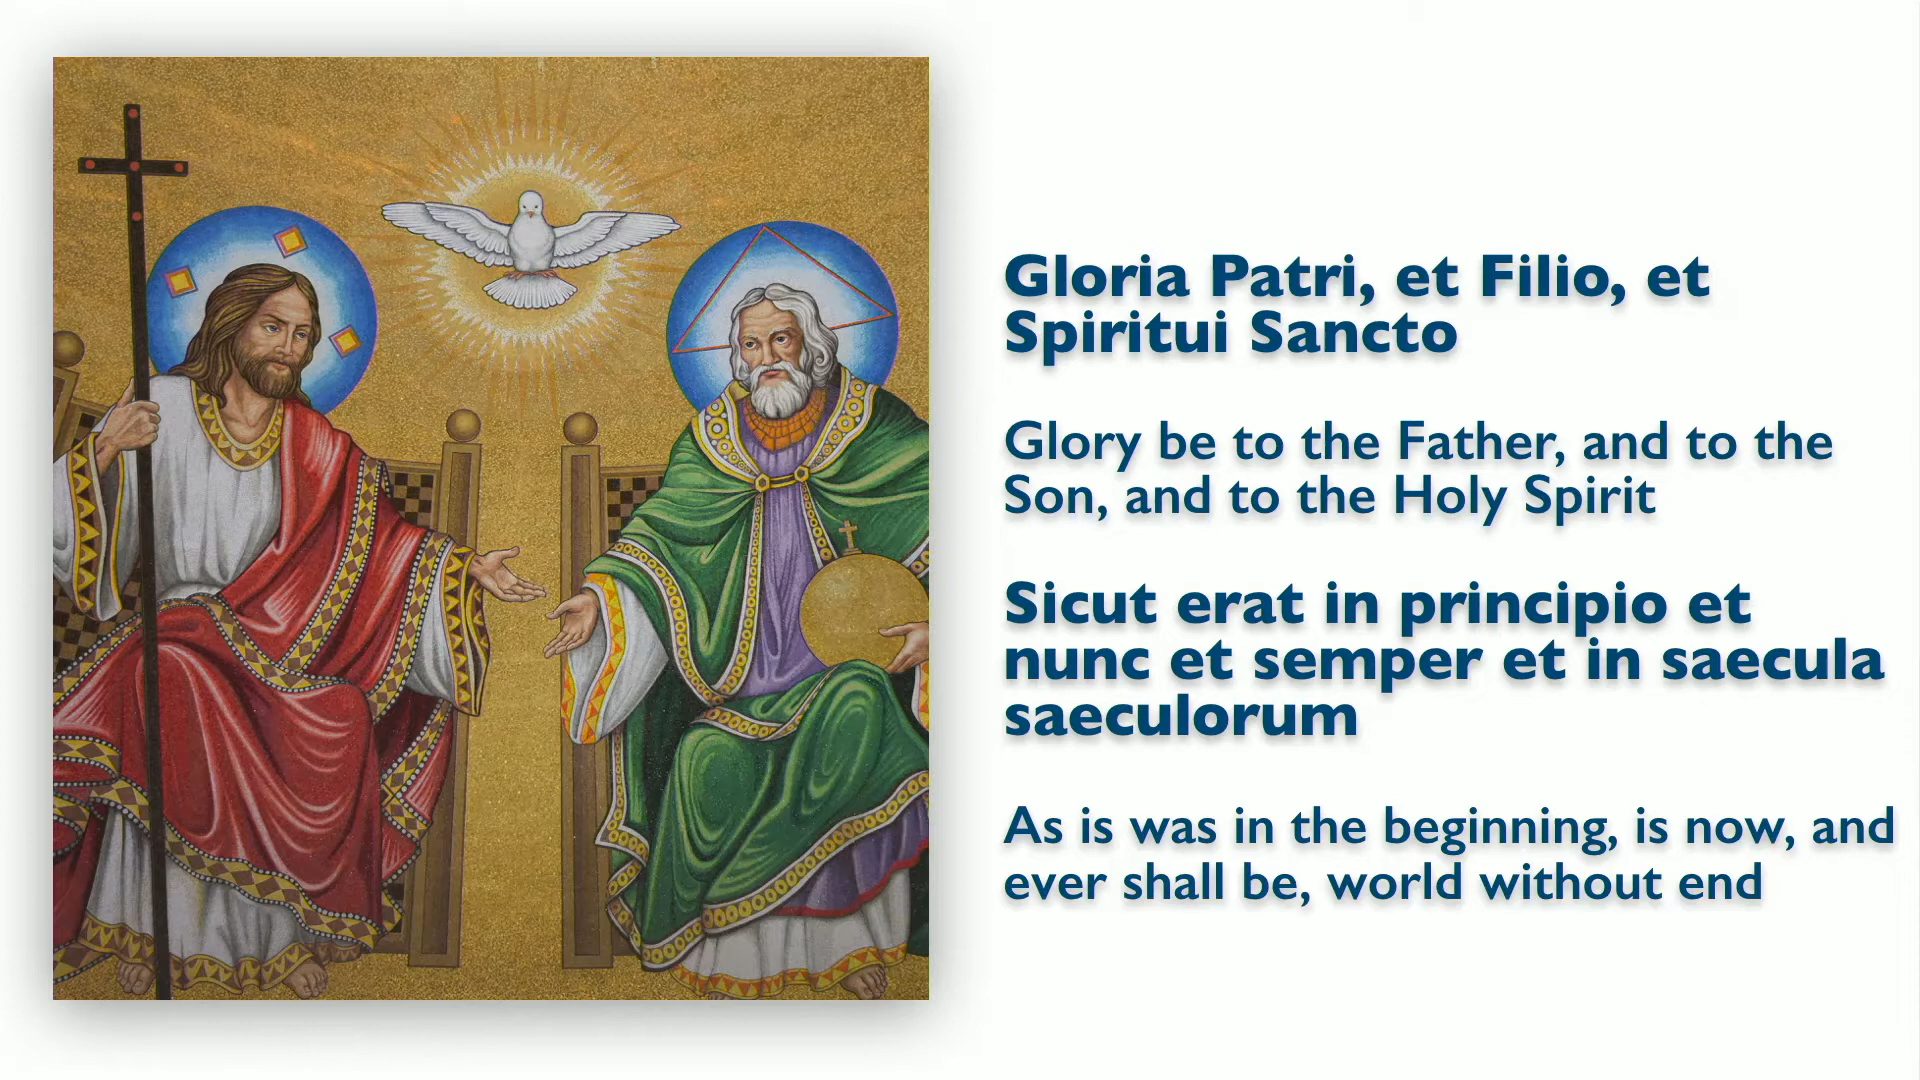 Gloria Patri, et Filio, et
Spiritui Sancto
Glory be to the Father, and to the
Son, and to the Holy Spirit
Sicut erat in principio et
nunc et semper et in saecula
saeculorum
As is was in the beginning, is now, and
ever shall be, world without end